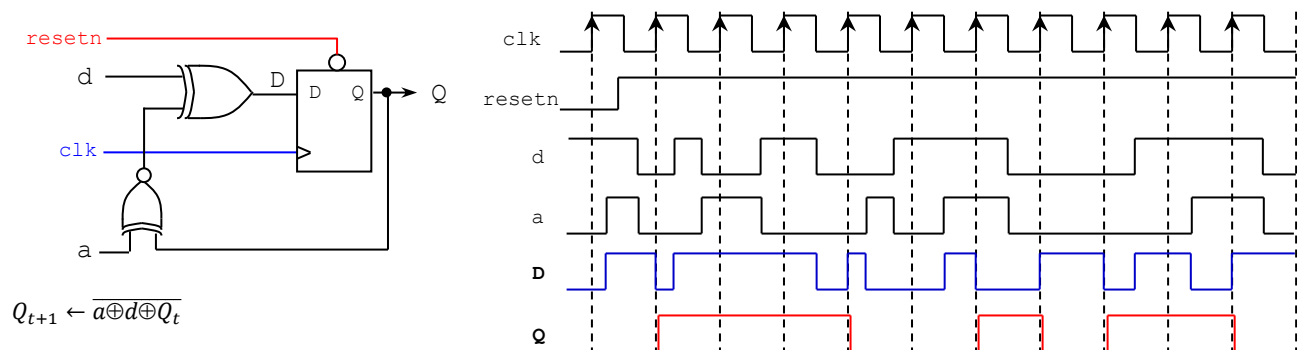 resetn
d
D
D
Q
Q
clk
a
Q_{t+1} ← \overline{a⊕d⊕Q_t}
clk
resetn
d
a
D
Q